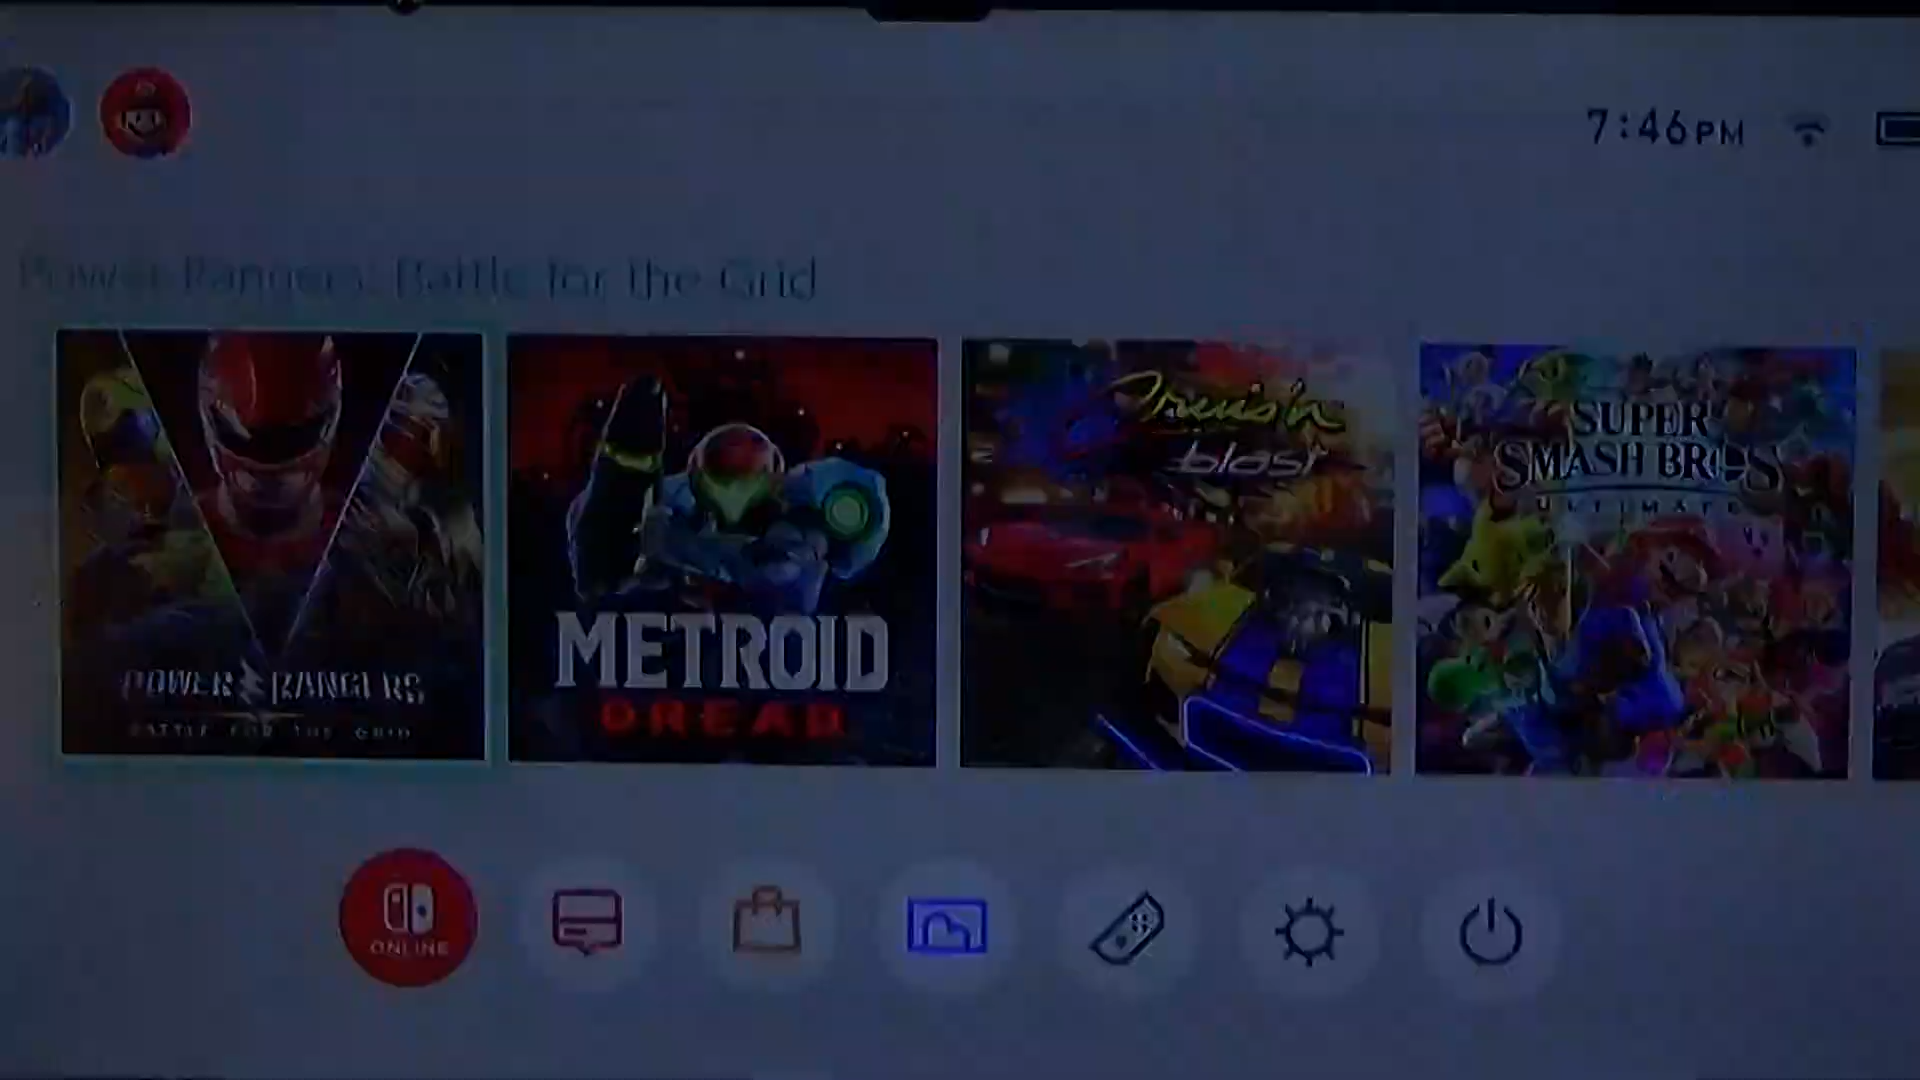 7:46PM
Power Rangers: Battle for the Grid
POWER RANGERS
BATTLE FOR THE GRID
METROID
DREAD
Cruis'n
blast
SUPER
SMASH BROS
ULTIMATE
ONLINE